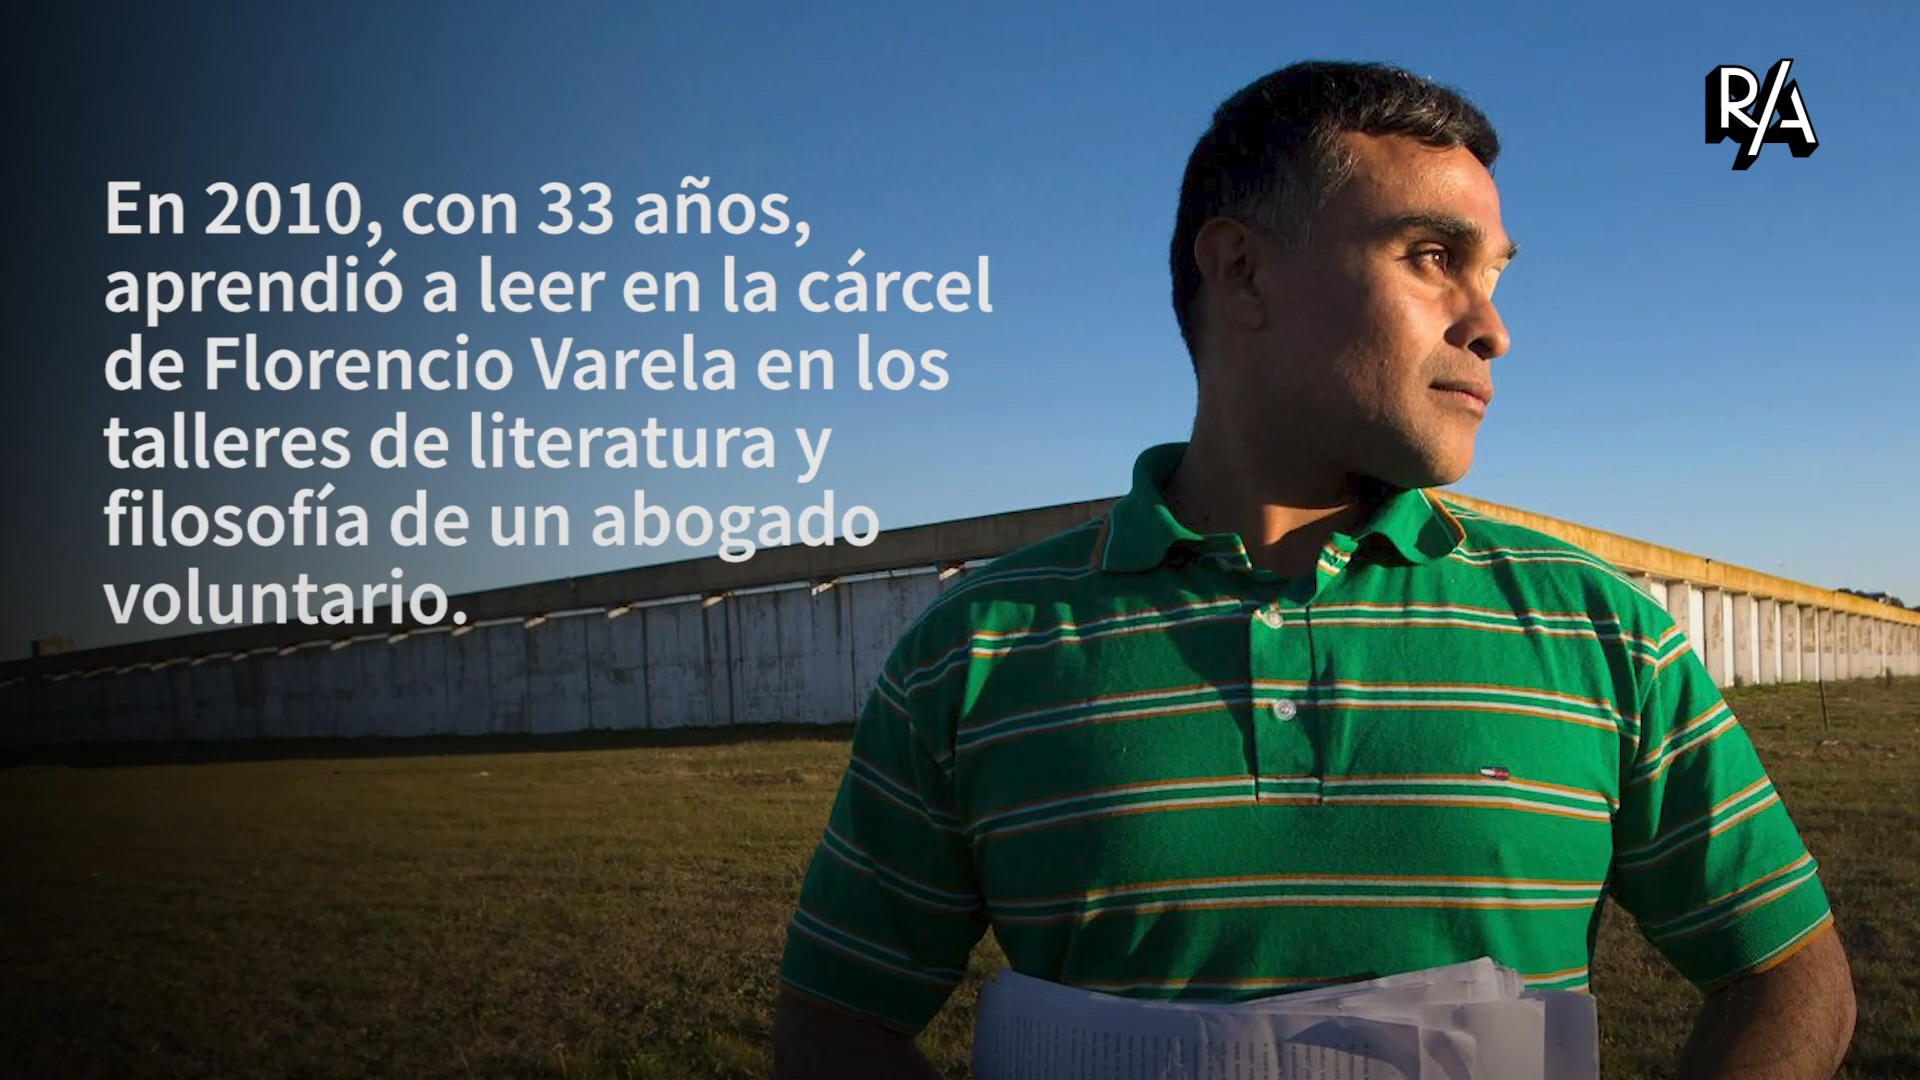 R/A
En 2010, con 33 años,
aprendió a leer en la cárcel
de Florencio Varela en los
talleres de literatura y
filosofía de un abogado
voluntario.